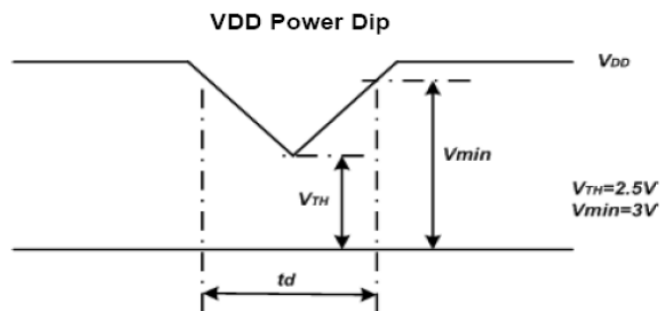 VDD Power Dip
VDD
Vmin
VTH
VTH=2.5V
Vmin=3V
td